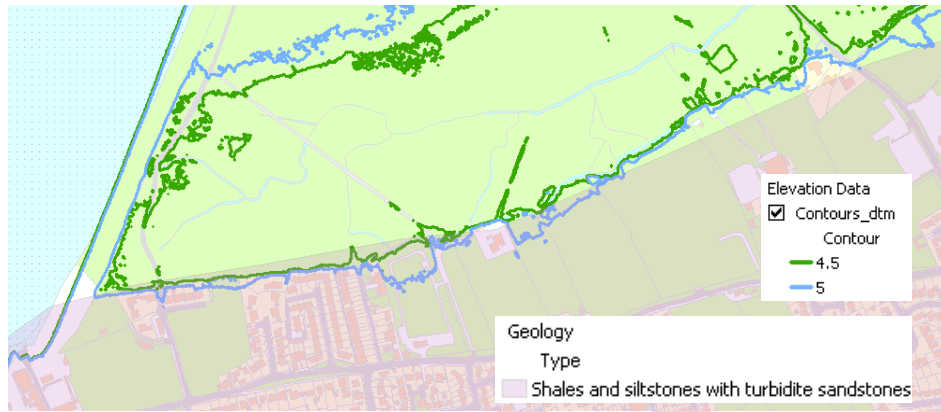 Elevation Data
Contours_dtm
Contour
4.5
5
Geology
Type
Shales and siltstones with turbidite sandstones